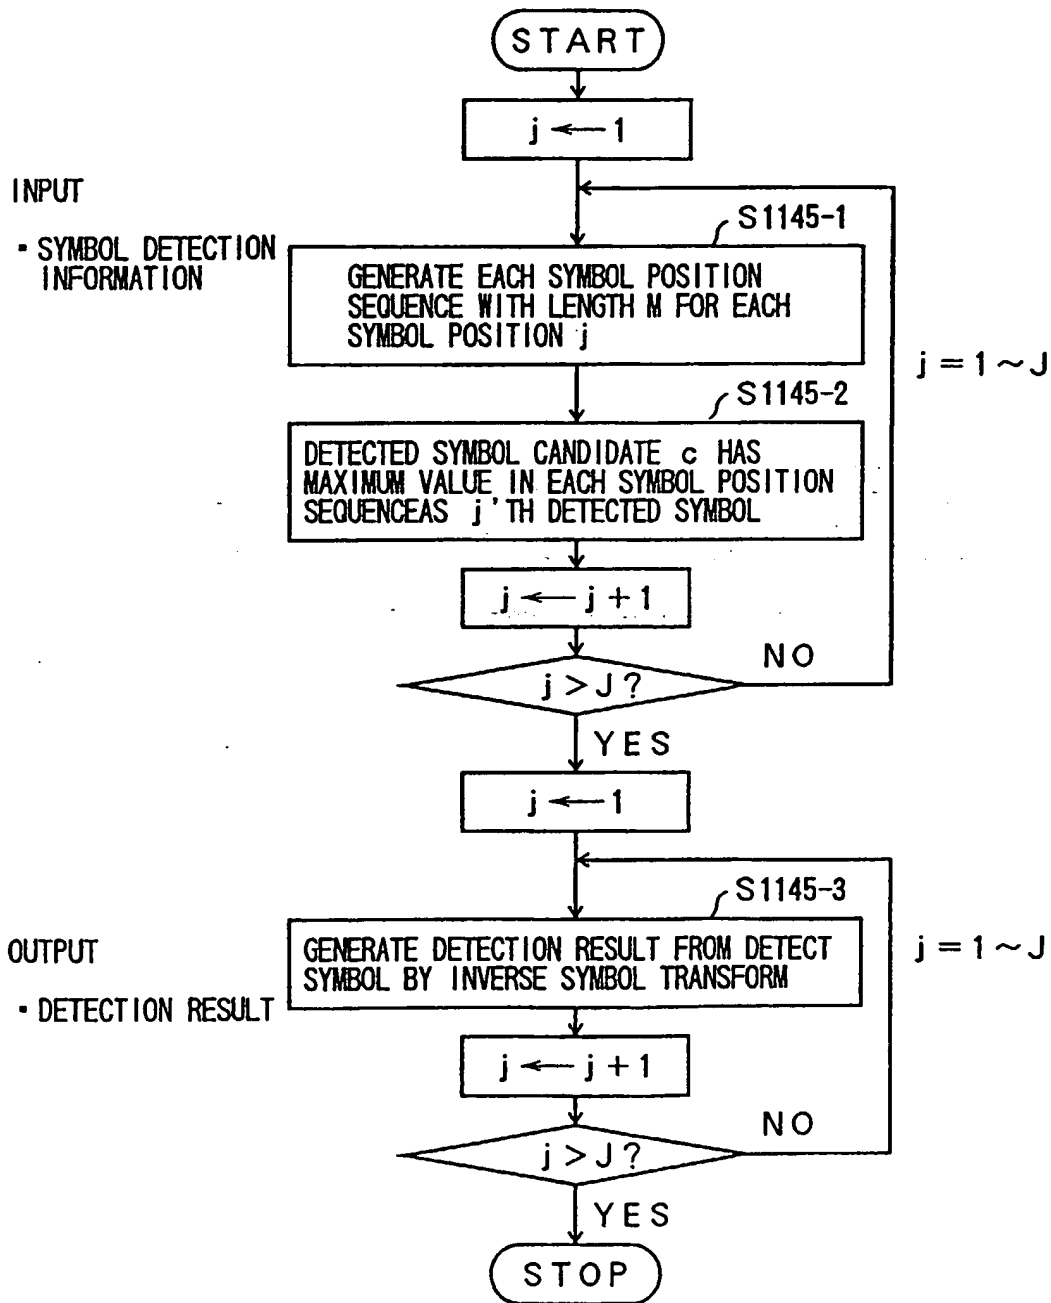 START
j ← 1
INPUT
・SYMBOL DETECTION
INFORMATION
S1145-1
GENERATE EACH SYMBOL POSITION
SEQUENCE WITH LENGTH M FOR EACH
SYMBOL POSITION j
j = 1 ~ J
S1145-2
DETECTED SYMBOL CANDIDATE c HAS
MAXIMUM VALUE IN EACH SYMBOL POSITION
SEQUENCEAS j'TH DETECTED SYMBOL
j ← j + 1
j > J ?
NO
YES
j ← 1
S1145-3
OUTPUT
・DETECTION RESULT
GENERATE DETECTION RESULT FROM DETECT
SYMBOL BY INVERSE SYMBOL TRANSFORM
j = 1 ~ J
j ← j + 1
j > J ?
NO
YES
STOP